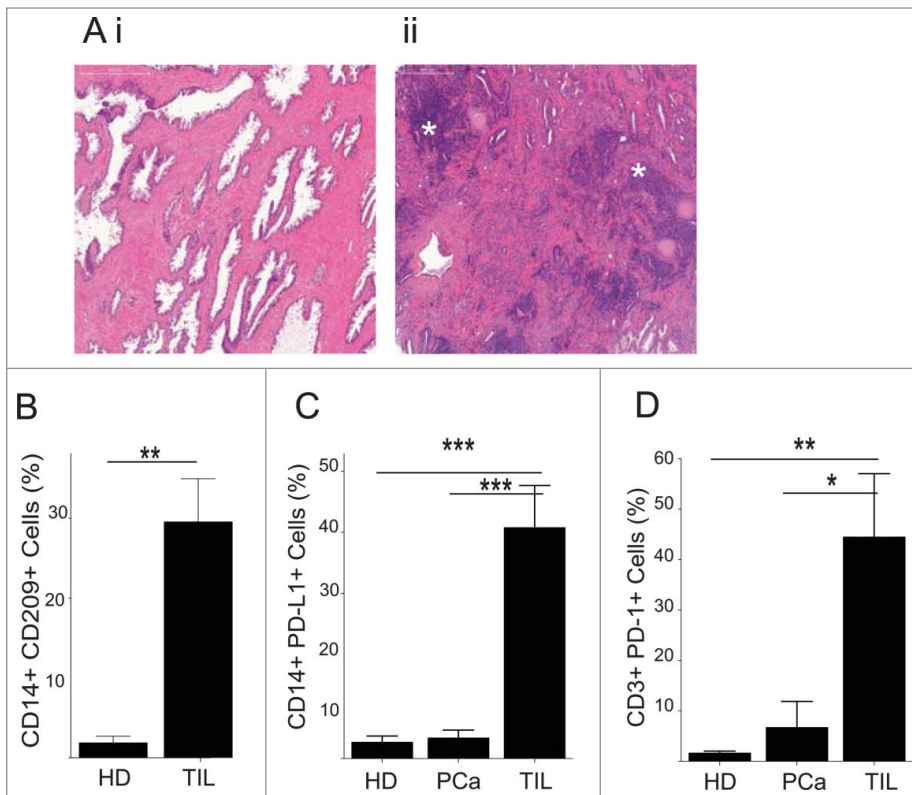 A i
ii
*
*
B
CD14+ CD209+ Cells (%)
30
20
10
**
HD
TIL
C
CD14+ PD-L1+ Cells (%)
50
40
30
20
10
***
***
HD
PCa
TIL
D
CD3+ PD-1+ Cells (%)
60
50
40
30
20
10
**
*
HD
PCa
TIL